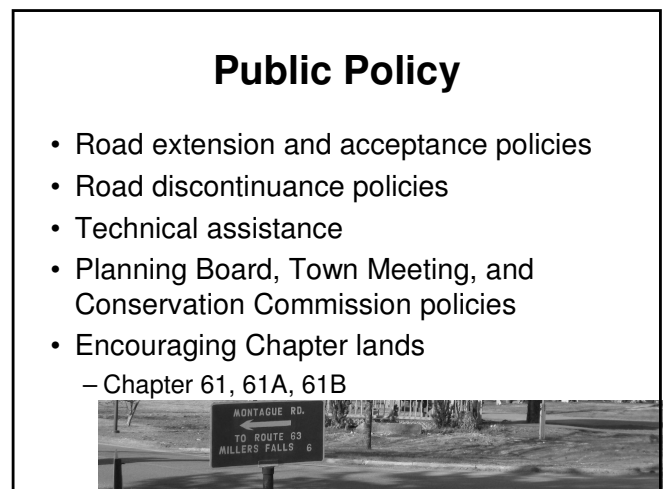 Public Policy
• Road extension and acceptance policies
• Road discontinuance policies
• Technical assistance
• Planning Board, Town Meeting, and
Conservation Commission policies
• Encouraging Chapter lands
– Chapter 61, 61A, 61B
MONTAGUE RD.
TO ROUTE 63
MILLERS FALLS 6